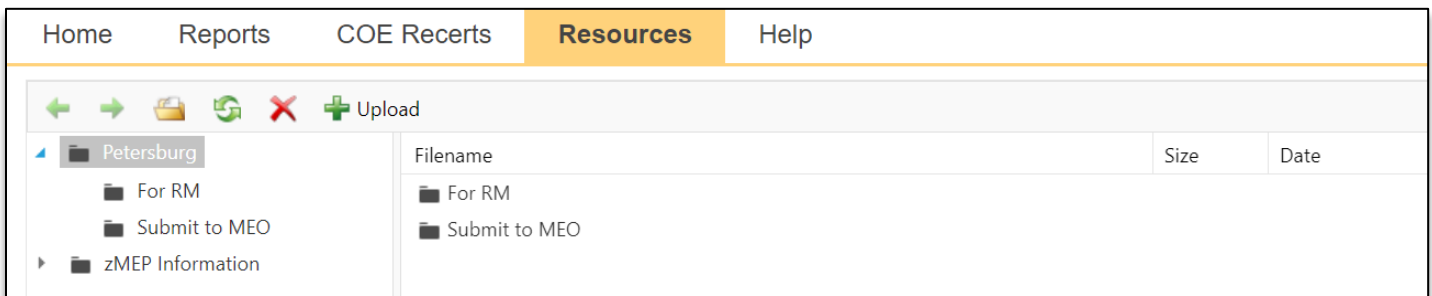 Home Reports COE Recerts Resources Help
Upload
Petersburg
For RM
Submit to MEO
zMEP Information
Filename Size Date
For RM
Submit to MEO